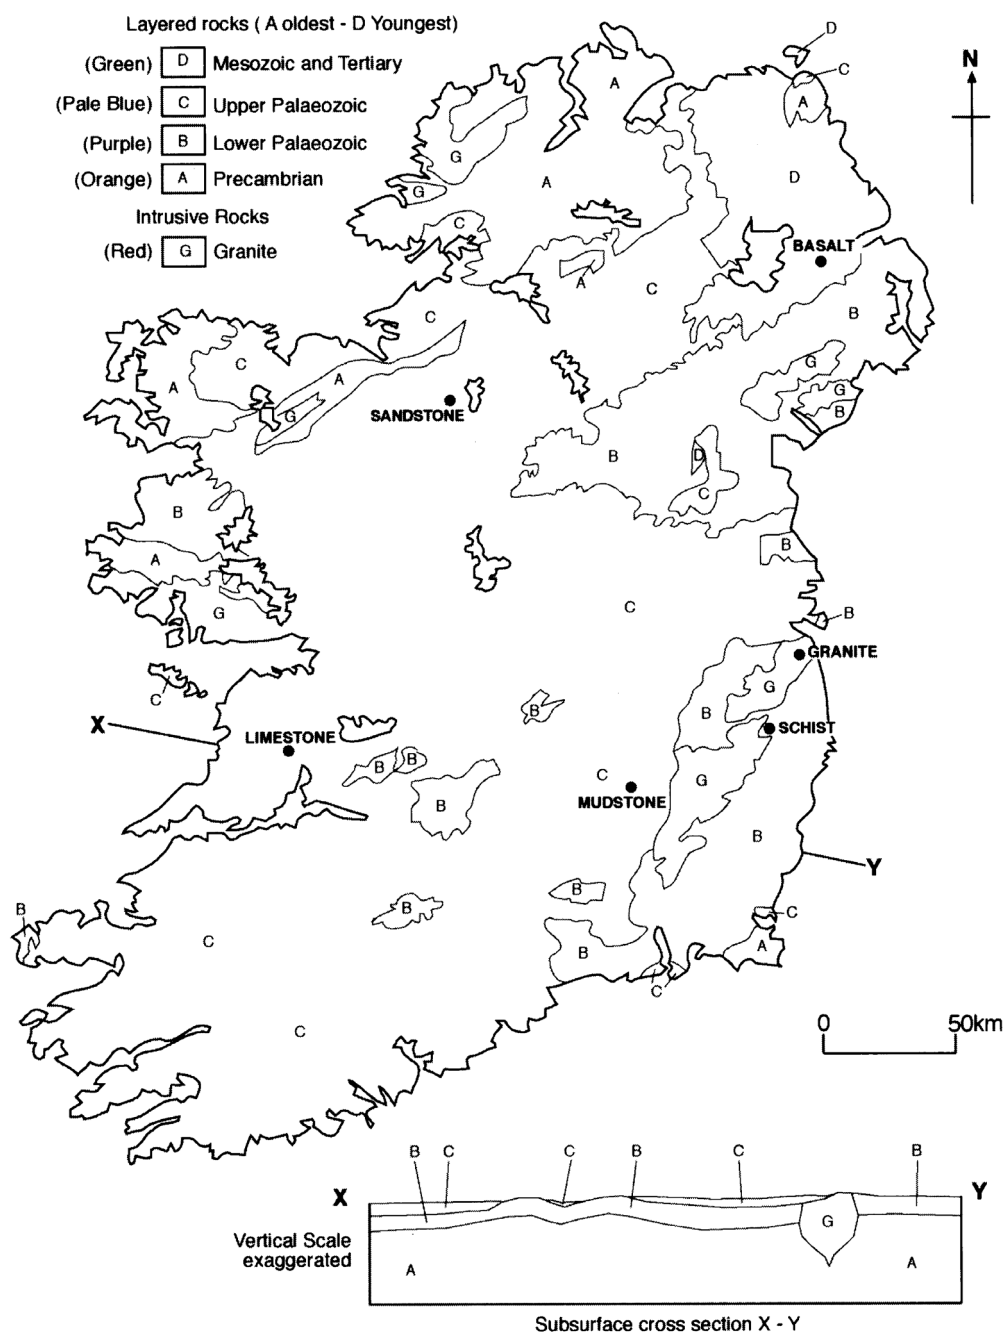 Layered rocks ( A oldest - D Youngest)
(Green) D Mesozoic and Tertiary
(Pale Blue) C Upper Palaeozoic
(Purple) B Lower Palaeozoic
(Orange) A Precambrian
Intrusive Rocks
(Red) G Granite
D
C
A
N
A
A
G
A
D
G
C
BASALT
A
C
B
C
C
A
A
G
SANDSTONE
G
G
B
B
D
C
B
A
B
G
C
B
C
GRANITE
G
B
B
SCHIST
X
LIMESTONE
B
B
B
C
MUDSTONE
G
B
Y
B
B
B
C
C
B
A
C
C
0 50km
B C C B C B
X Y
G
Vertical Scale
exaggerated
A A
Subsurface cross section X - Y